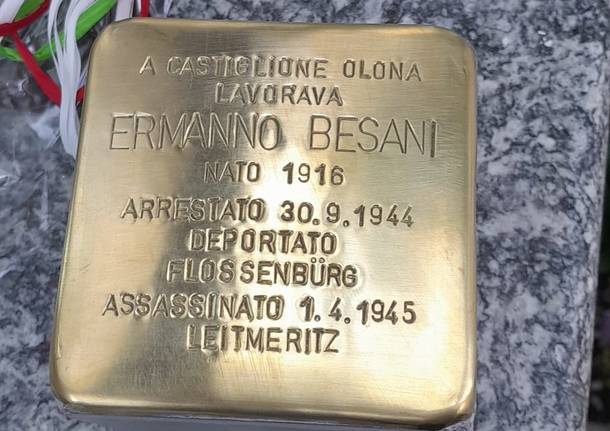 A CASTIGLIONE OLONA
LAVORAVA
ERMANNO BESANI
NATO 1916
ARRESTATO 30.9.1944
DEPORTATO
FLOSSENBÜRG
ASSASSINATO 1.4.1945
LEITMERITZ